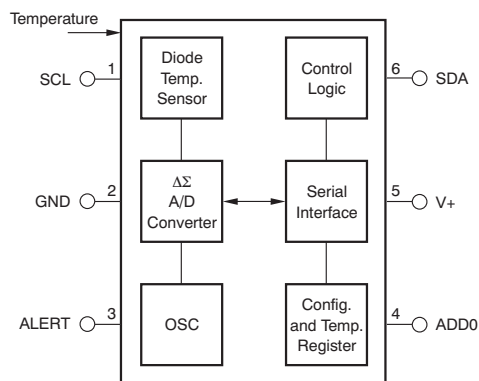 Temperature
SCL
1
Diode
Temp.
Sensor
Control
Logic
6
SDA
GND
2
ΔΣ
A/D
Converter
Serial
Interface
5
V+
ALERT
3
OSC
Config.
and Temp.
Register
4
ADD0